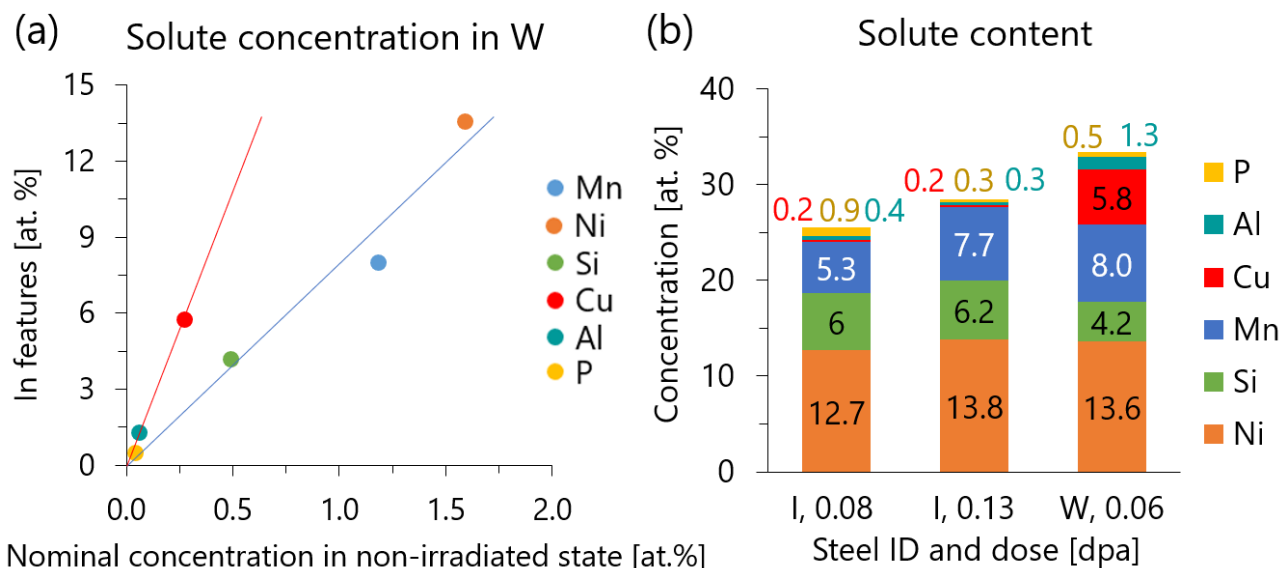 (a) Solute concentration in W
In features [at. %]
15
12
9
6
3
0
0.0 0.5 1.0 1.5 2.0
Nominal concentration in non-irradiated state [at.%]
Mn
Ni
Si
Cu
Al
P
(b) Solute content
Concentration [at. %]
40
30
20
10
0
0.2 0.9 0.4
5.3
6
12.7
0.2 0.3 0.3
7.7
6.2
13.8
0.5 1.3
5.8
8.0
4.2
13.6
I, 0.08 I, 0.13 W, 0.06
Steel ID and dose [dpa]
P
Al
Cu
Mn
Si
Ni